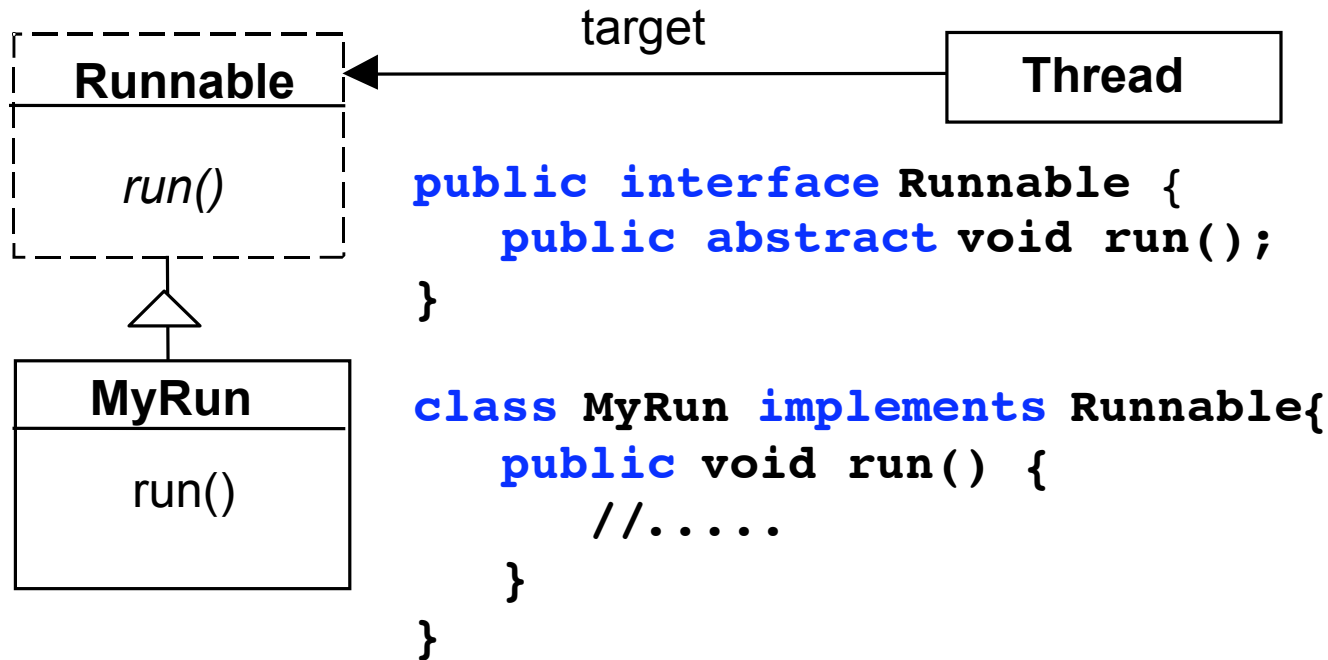 target
Runnable
Thread
run()
MyRun
run()
public interface Runnable {
public abstract void run();
}
class MyRun implements Runnable{
public void run() {
//.....
}
}